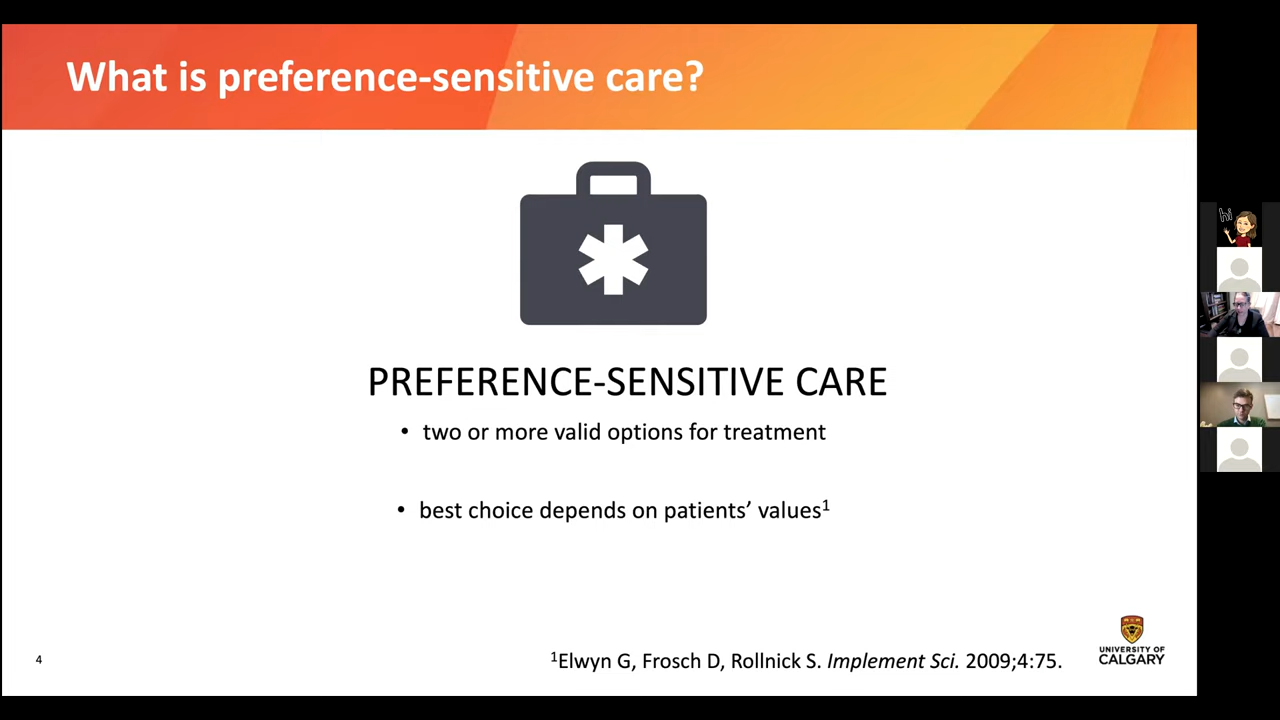 What is preference-sensitive care?
hi
PREFERENCE-SENSITIVE CARE
• two or more valid options for treatment
• best choice depends on patients’ values¹
4
¹Elwyn G, Frosch D, Rollnick S. Implement Sci. 2009;4:75.
UNIVERSITY OF
CALGARY